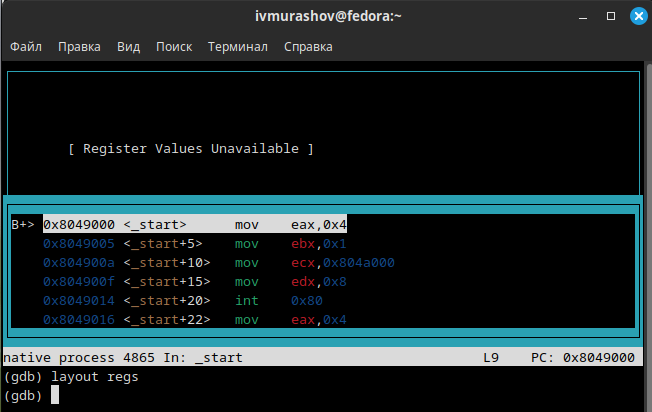 ivmurashov@fedora:~
Файл Правка Вид Поиск Терминал Справка
[ Register Values Unavailable ]
B+> 0x8049000 <_start> mov eax,0x4
0x8049005 <_start+5> mov ebx,0x1
0x804900a <_start+10> mov ecx,0x804a000
0x804900f <_start+15> mov edx,0x8
0x8049014 <_start+20> int 0x80
0x8049016 <_start+22> mov eax,0x4
native process 4865 In: _start L9 PC: 0x8049000
(gdb) layout regs
(gdb)